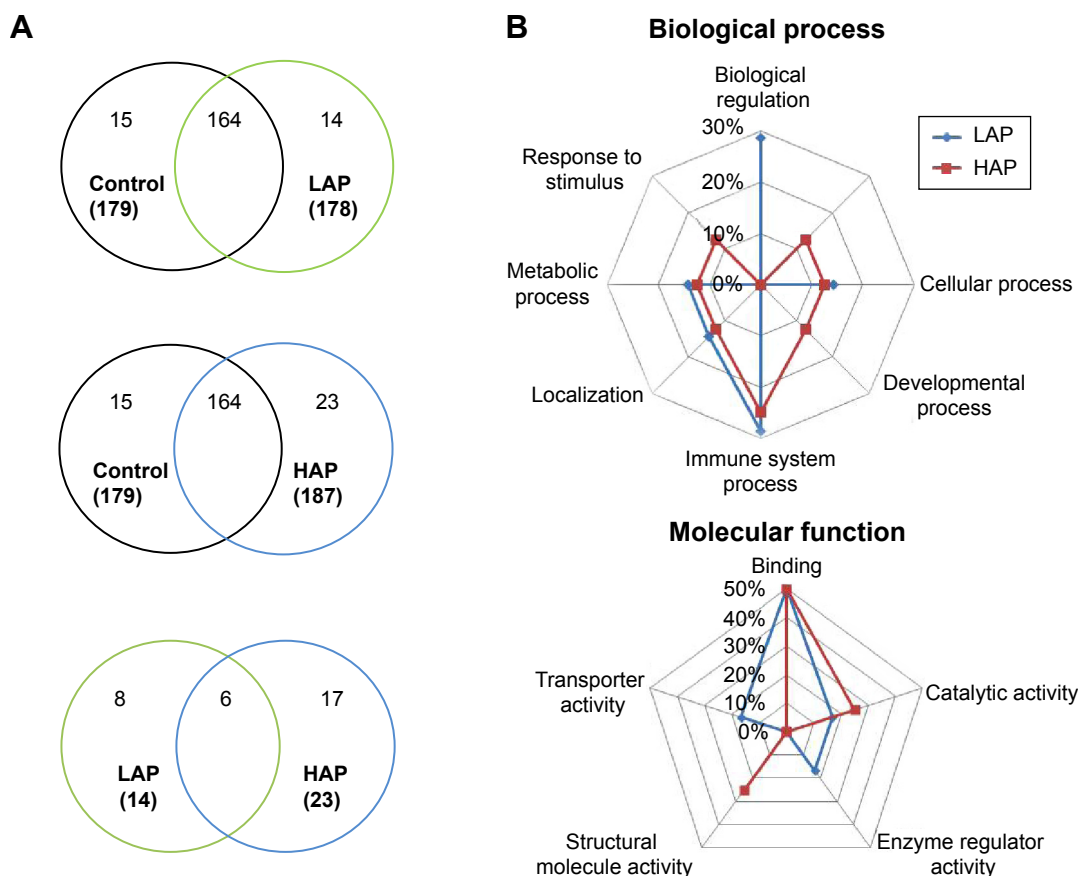 A
15
164
14
Control
(179)
LAP
(178)
15
164
23
Control
(179)
HAP
(187)
8
6
17
LAP
(14)
HAP
(23)
B
Biological process
Biological
regulation
30%
20%
10%
0%
LAP
HAP
Response to
stimulus
Metabolic
process
Cellular process
Localization
Developmental
process
Immune system
process
Molecular function
Binding
50%
40%
30%
20%
10%
0%
Transporter
activity
Catalytic activity
Structural
molecule activity
Enzyme regulator
activity